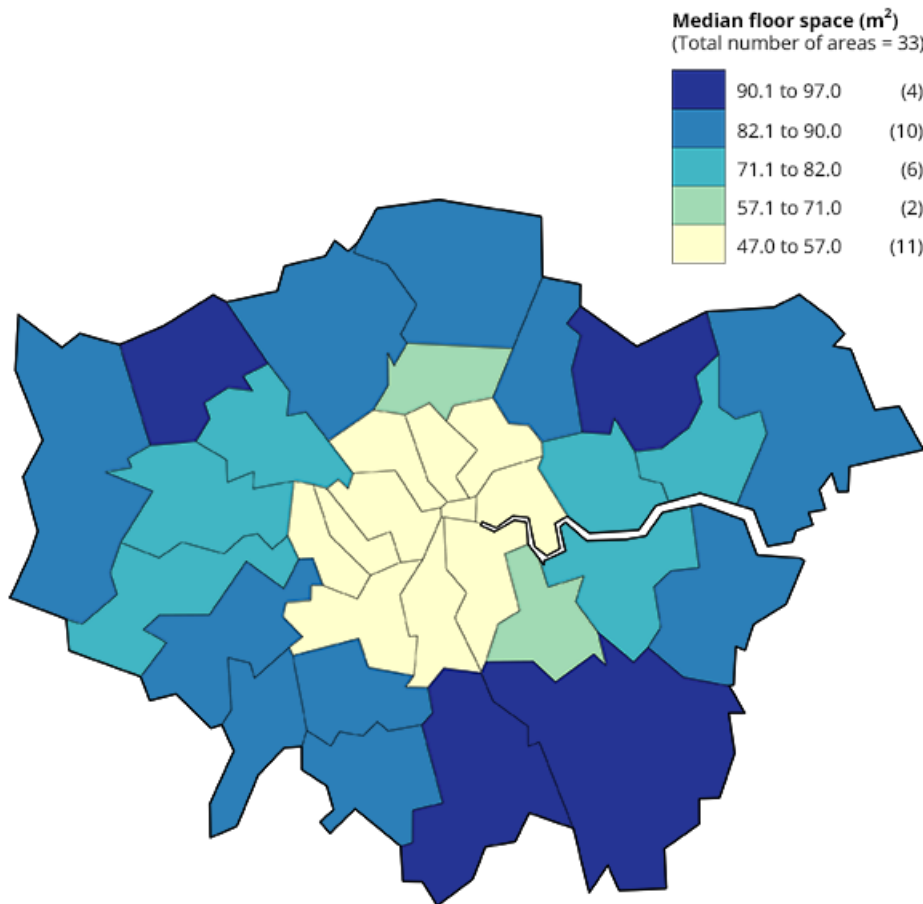 Median floor space (m²)
(Total number of areas = 33)
90.1 to 97.0 (4)
82.1 to 90.0 (10)
71.1 to 82.0 (6)
57.1 to 71.0 (2)
47.0 to 57.0 (11)